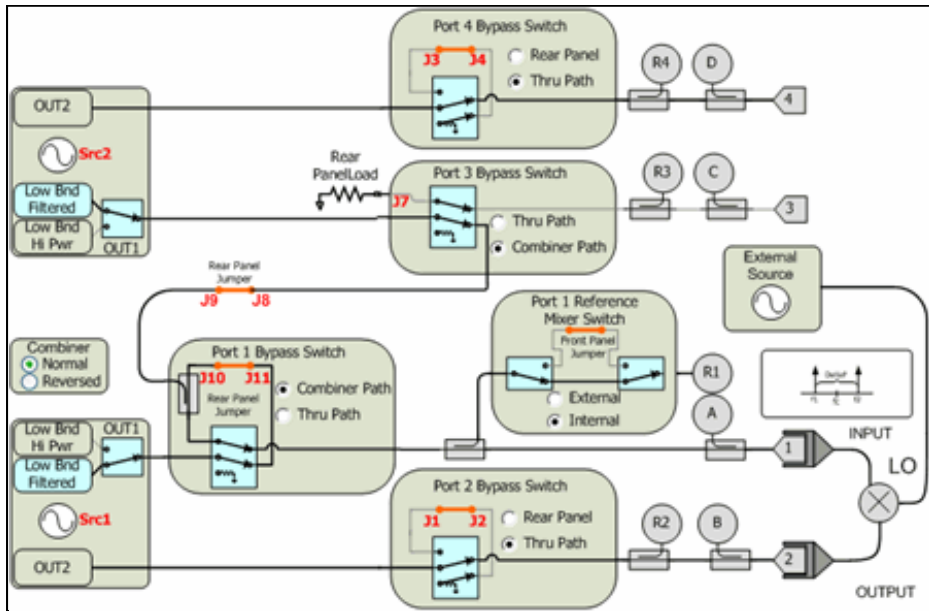 Port 4 Bypass Switch
J3 J4
Rear Panel
Thru Path
R4
D
4
OUT2
Src2
Low Bnd
Filtered
Low Bnd
Hi Pwr
OUT1
Rear
PanelLoad
J7
Port 3 Bypass Switch
Thru Path
Combiner Path
R3
C
3
Rear Panel
Jumper
J9 J8
External
Source
Port 1 Reference
Mixer Switch
Front Panel
Jumper
External
Internal
R1
A
Combiner
Normal
Reversed
Port 1 Bypass Switch
J10 J11
Rear Panel
Jumper
Combiner Path
Thru Path
INPUT
LO
1
OUT1
Low Bnd
Hi Pwr
Low Bnd
Filtered
Src1
OUT2
Port 2 Bypass Switch
J1 J2
Rear Panel
Thru Path
R2
B
2
OUTPUT